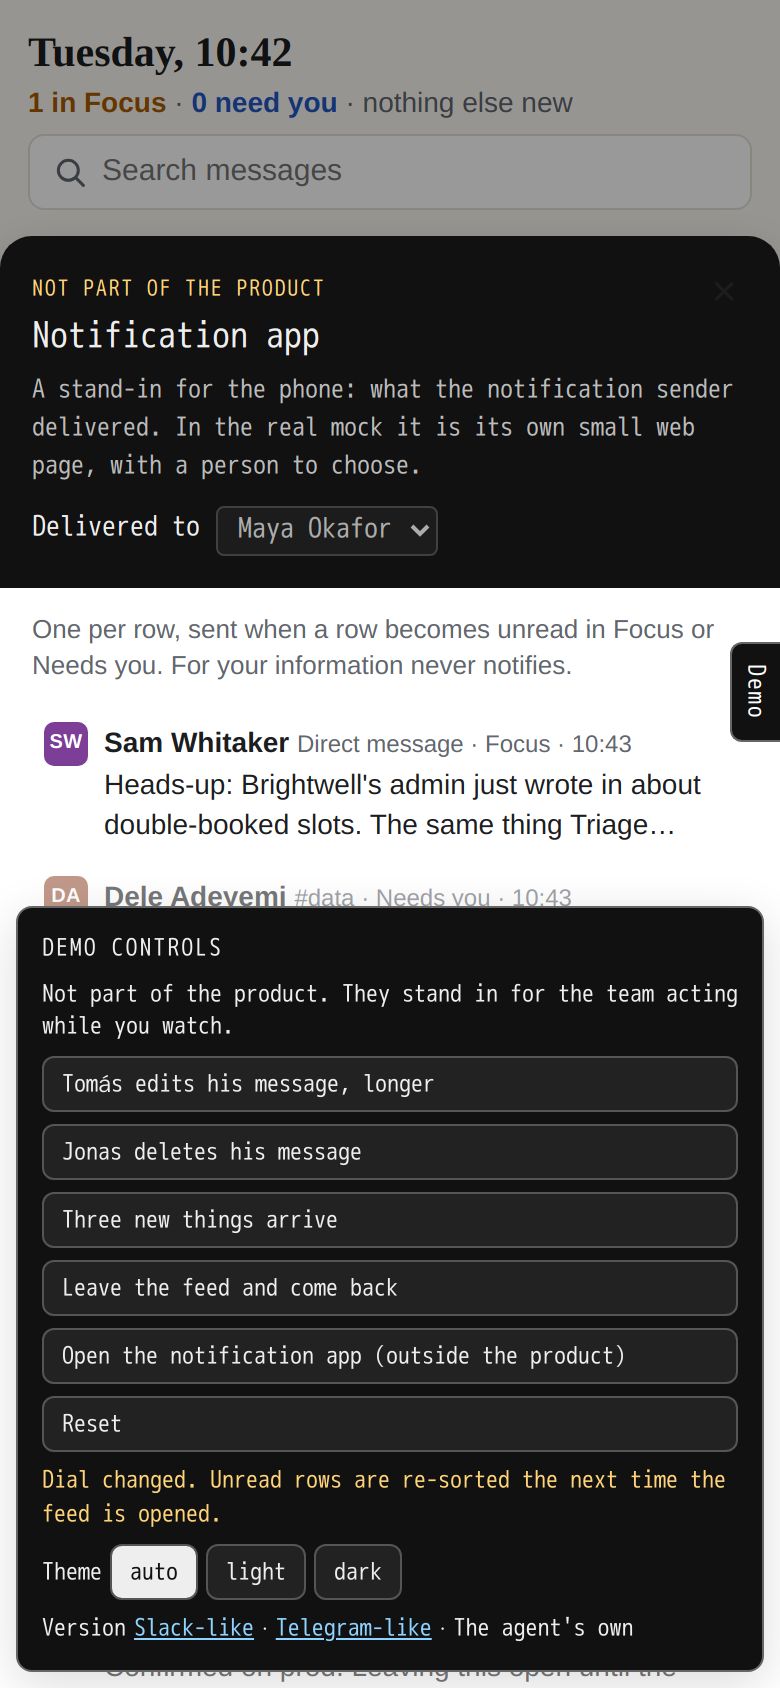 Tuesday, 10:42
1 in Focus · 0 need you · nothing else new
Search messages
NOT PART OF THE PRODUCT
Notification app
A stand-in for the phone: what the notification sender
delivered. In the real mock it is its own small web
page, with a person to choose.
Delivered to Maya Okafor
One per row, sent when a row becomes unread in Focus or
Needs you. For your information never notifies.
Demo
SW Sam Whitaker Direct message · Focus · 10:43
Heads-up: Brightwell's admin just wrote in about
double-booked slots. The same thing Triage…
DA Dele Adeyemi #data · Needs you · 10:43
DEMO CONTROLS
Not part of the product. They stand in for the team acting
while you watch.
Tomás edits his message, longer
Jonas deletes his message
Three new things arrive
Leave the feed and come back
Open the notification app (outside the product)
Reset
Dial changed. Unread rows are re-sorted the next time the
feed is opened.
Theme auto light dark
Version Slack-like · Telegram-like · The agent's own
Confirmed on prod. Leaving this open until the